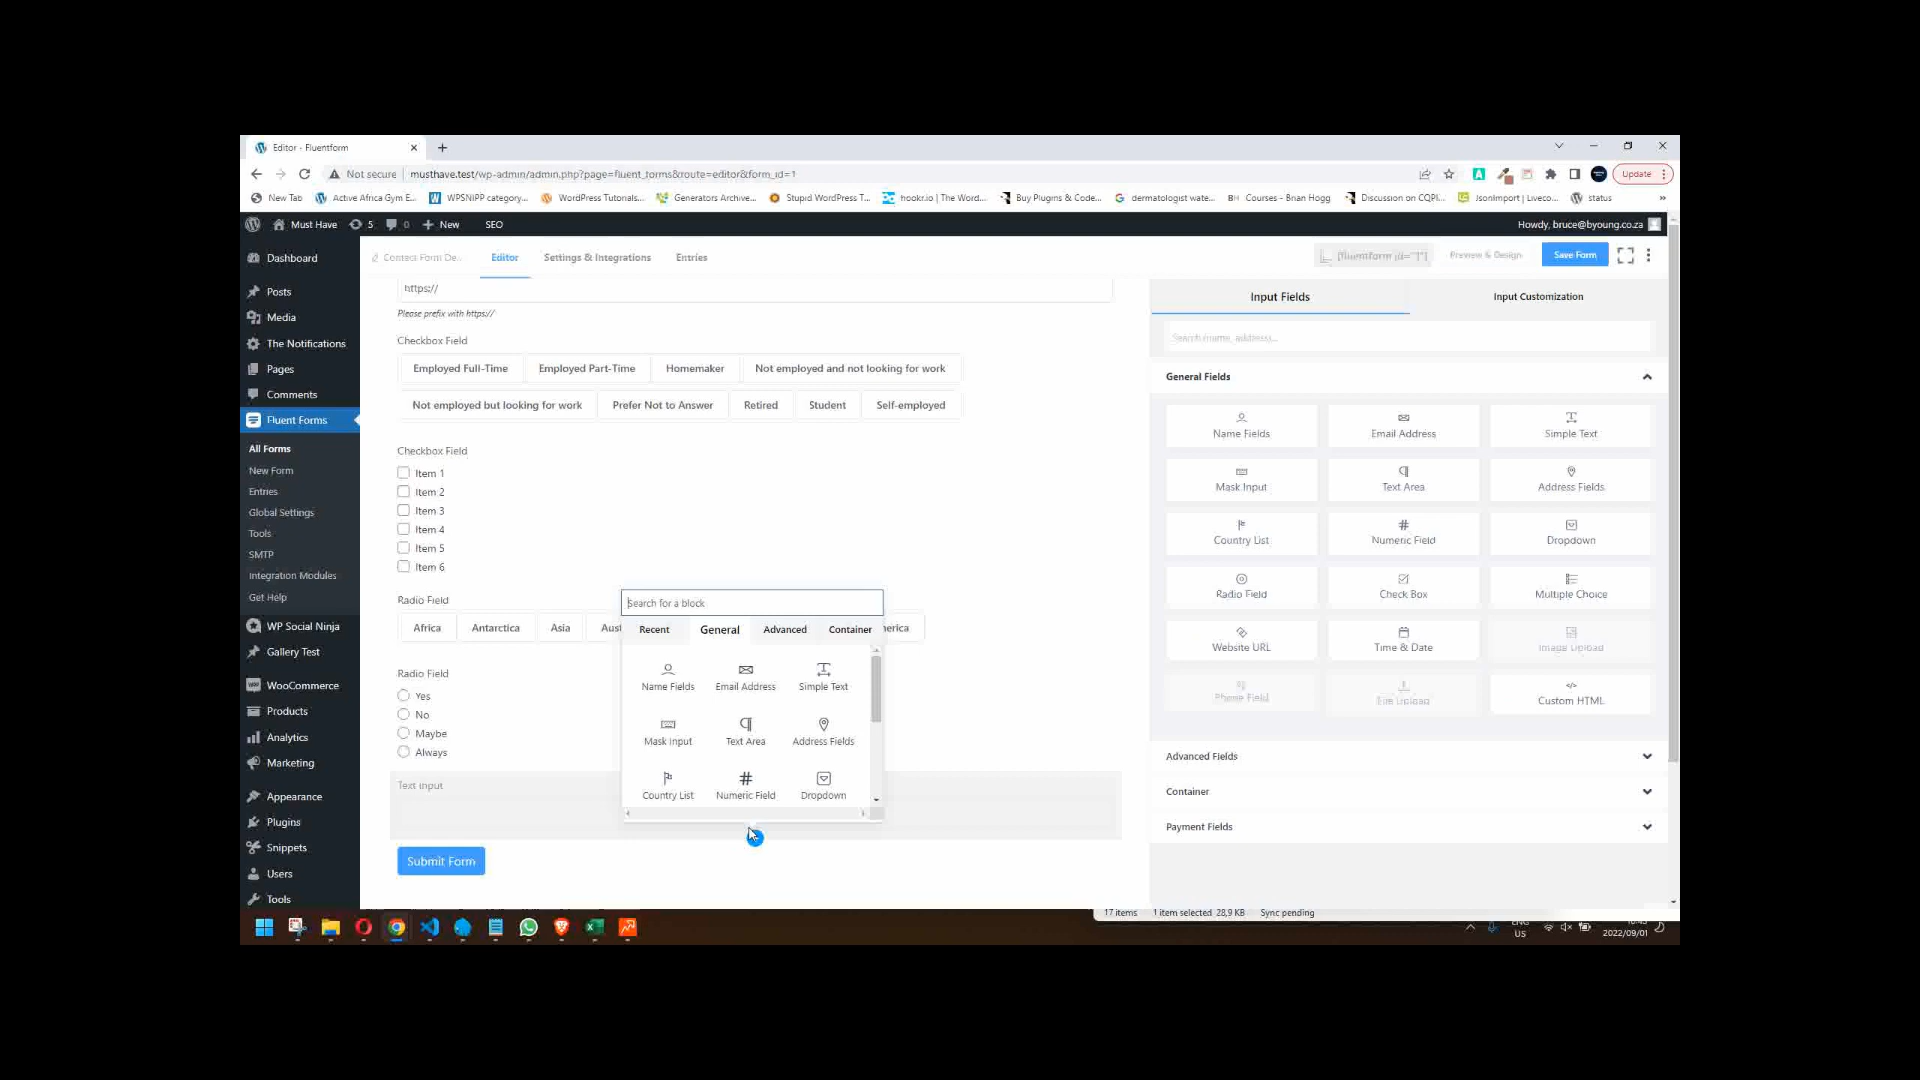 Editor - Fluentform
Not secure musthave.test/wp-admin/admin.php?page=fluent_forms&route=editor&form_id=1
Update
New Tab Active Africa Gym E... WPSNIPP category... WordPress Tutorials... Generators Archive... Stupid WordPress T... hookr.io | The Word... Buy Plugins & Code... dermatologist wate... Courses - Brian Hogg Discussion on CQPI... JsonImport | Liveco... status »
Must Have 5 0 New SEO Howdy, bruce@byoung.co.za
Contact Form De... Editor Settings & Integrations Entries [fluentform id="1"] Preview & Design Save Form
Dashboard
Posts
Media
The Notifications
Pages
Comments
Fluent Forms
All Forms
New Form
Entries
Global Settings
Tools
SMTP
Integration Modules
Get Help
WP Social Ninja
Gallery Test
WooCommerce
Products
Analytics
Marketing
Appearance
Plugins
Snippets
Users
Tools
https://
Please prefix with https://
Checkbox Field
Employed Full-Time Employed Part-Time Homemaker Not employed and not looking for work
Not employed but looking for work Prefer Not to Answer Retired Student Self-employed
Checkbox Field
Item 1
Item 2
Item 3
Item 4
Item 5
Item 6
Radio Field
Africa Antarctica Asia Aust erica
Radio Field
Yes
No
Maybe
Always
Text input
Submit Form
Search for a block
Recent General Advanced Container
Name Fields Email Address Simple Text
Mask Input Text Area Address Fields
Country List Numeric Field Dropdown
Input Fields Input Customization
Search (name, address)...
General Fields
Name Fields Email Address Simple Text
Mask Input Text Area Address Fields
Country List Numeric Field Dropdown
Radio Field Check Box Multiple Choice
Website URL Time & Date Image Upload
Phone Field File Upload Custom HTML
Advanced Fields
Container
Payment Fields
17 items 1 item selected 28,9 KB Sync pending
ENG
US
2022/09/01